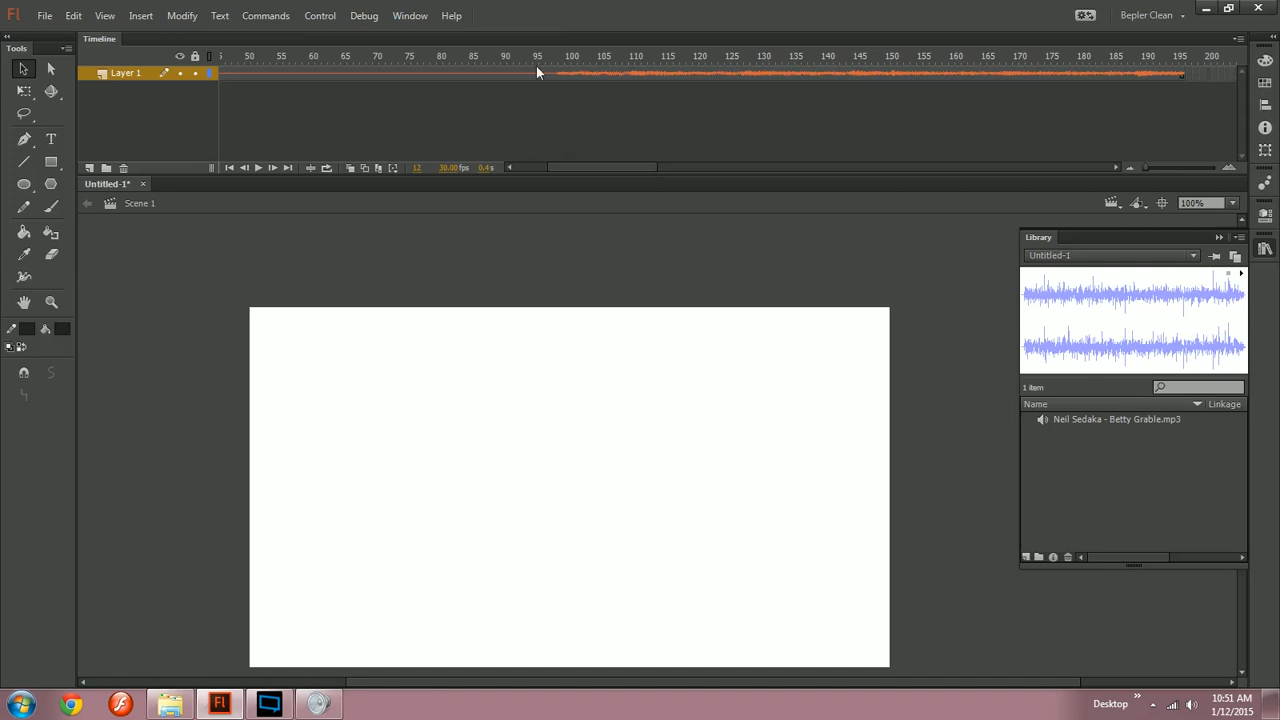 Fl File Edit View Insert Modify Text Commands Control Debug Window Help Bepler Clean
Tools
Timeline
50 55 60 65 70 75 80 85 90 95 100 105 110 115 120 125 130 135 140 145 150 155 160 165 170 175 180 185 190 195 200
Layer 1
12 30.00fps 0.4s
Untitled-1*
Scene 1
100%
Library
Untitled-1
1 item
Name Linkage
Neil Sedaka - Betty Grable.mp3
Fl
Desktop
10:51 AM
1/12/2015